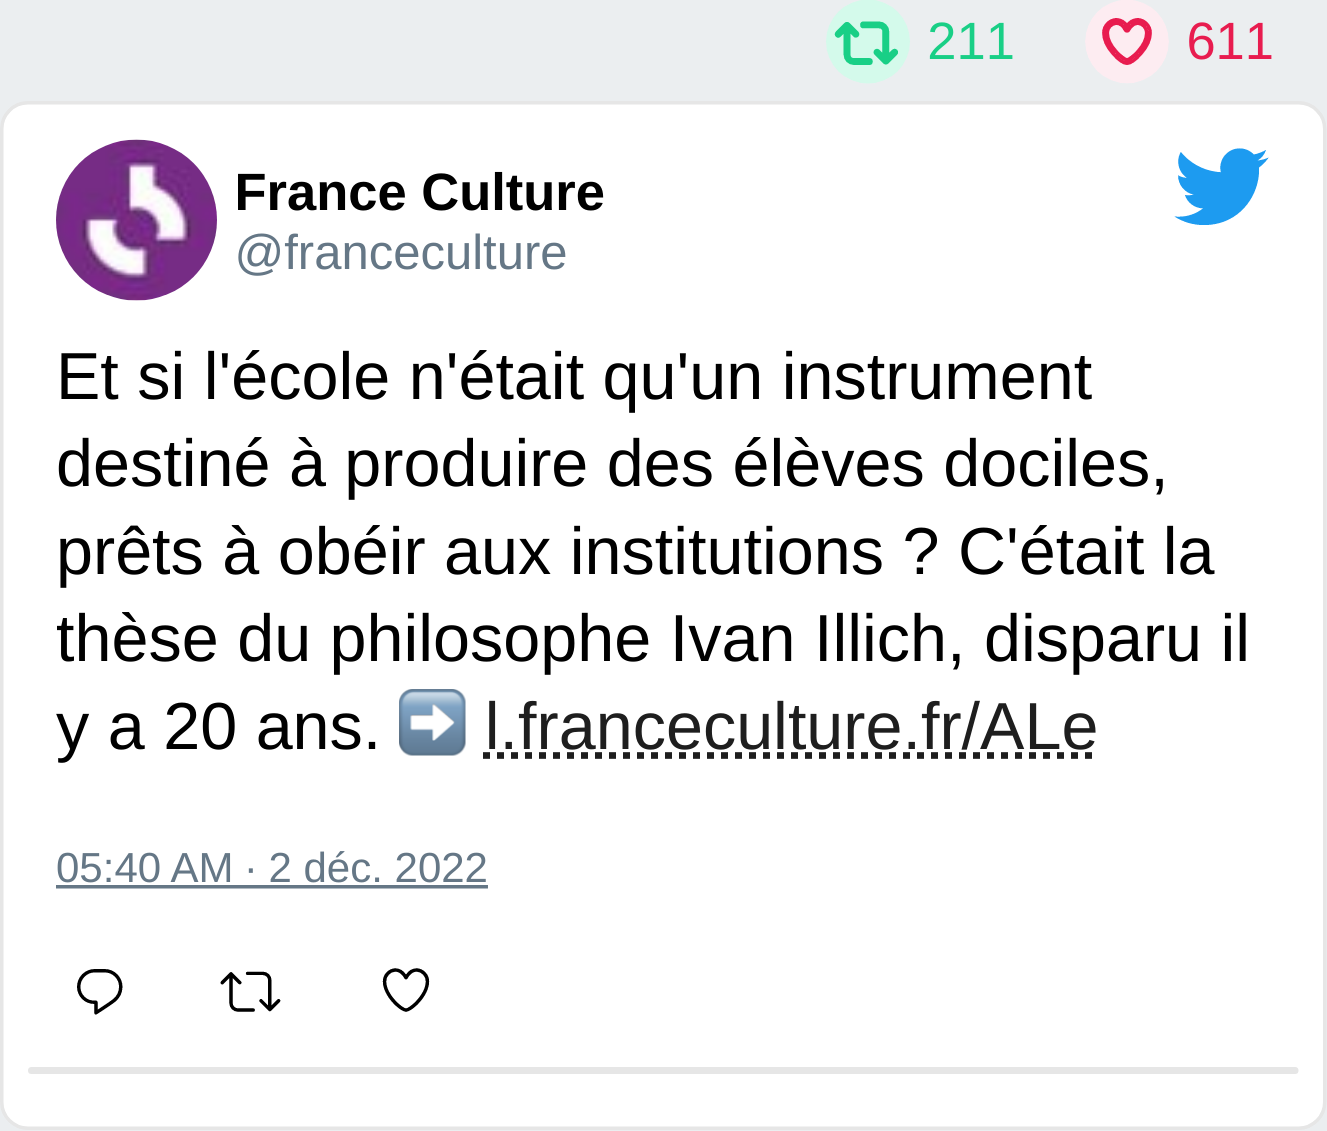 211 611
France Culture
@franceculture
Et si l'école n'était qu'un instrument
destiné à produire des élèves dociles,
prêts à obéir aux institutions ? C'était la
thèse du philosophe Ivan Illich, disparu il
y a 20 ans. ➡️ l.franceculture.fr/ALe
05:40 AM · 2 déc. 2022